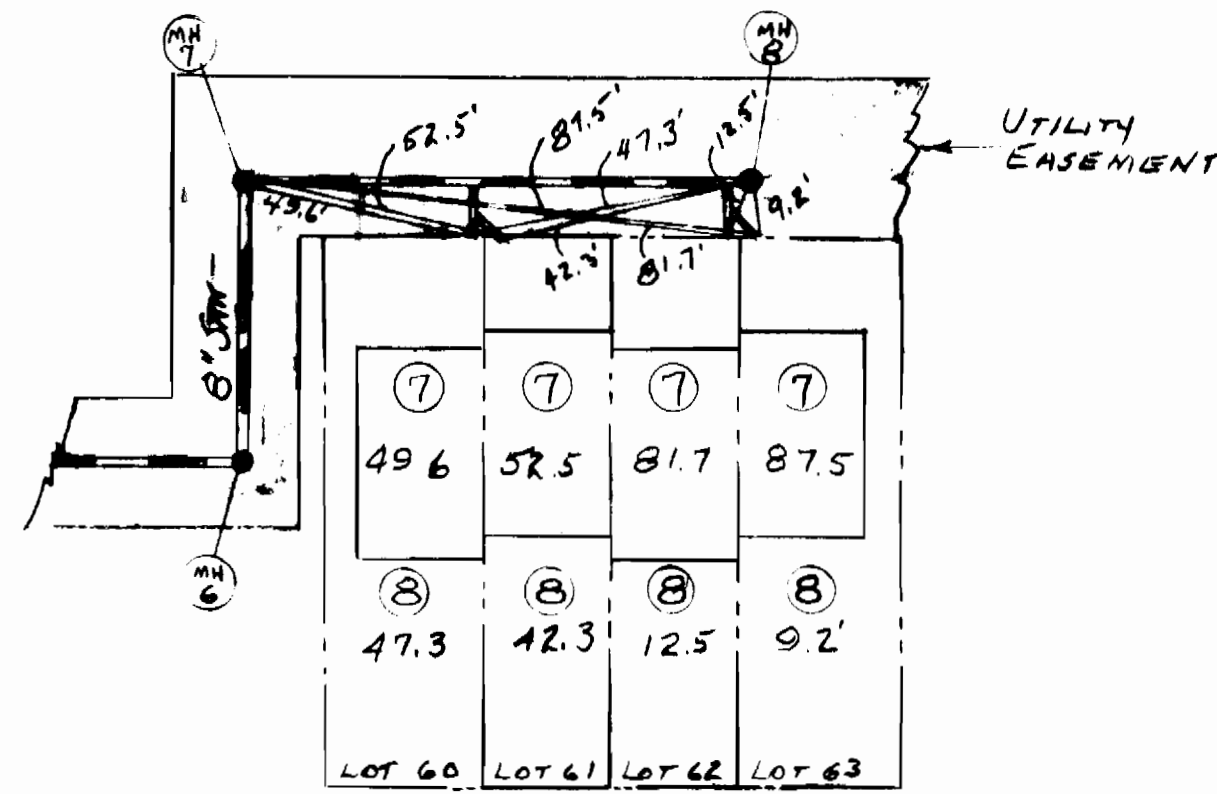 MH
7
MH
8
UTILITY
EASEMENT
52.5'
87.5'
47.3'
12.5'
49.6'
9.2'
42.3'
81.7'
8" SAN
7
7
7
7
49 6
52.5
81.7
87.5
MH
6
8
8
8
8
47.3
42.3
12.5
9.2'
LOT 60
LOT 61
LOT 62
LOT 63